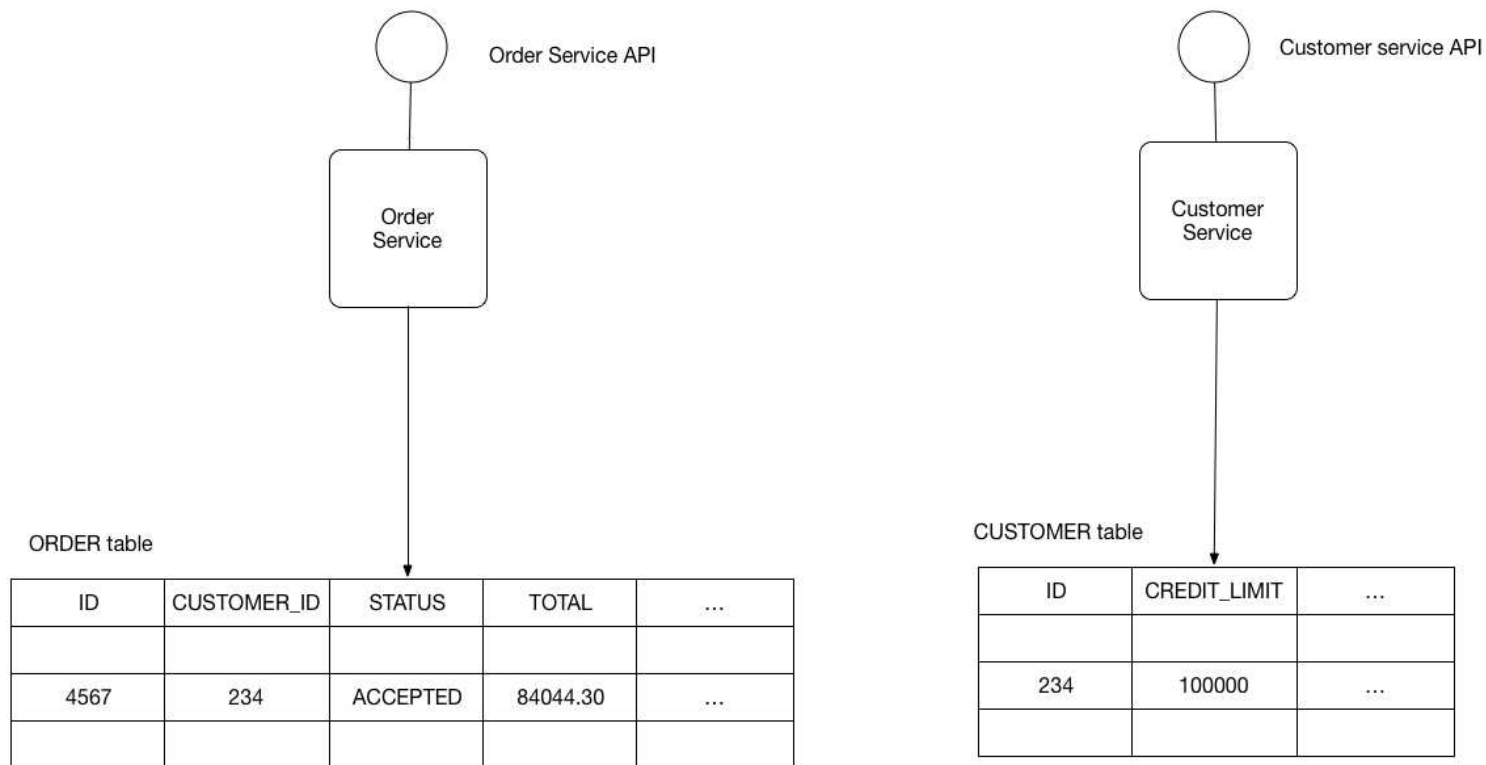 Order Service API
Customer service API
Order
Service
Customer
Service
ORDER table
ID CUSTOMER_ID STATUS TOTAL ...
4567 234 ACCEPTED 84044.30 ...
CUSTOMER table
ID CREDIT_LIMIT ...
234 100000 ...